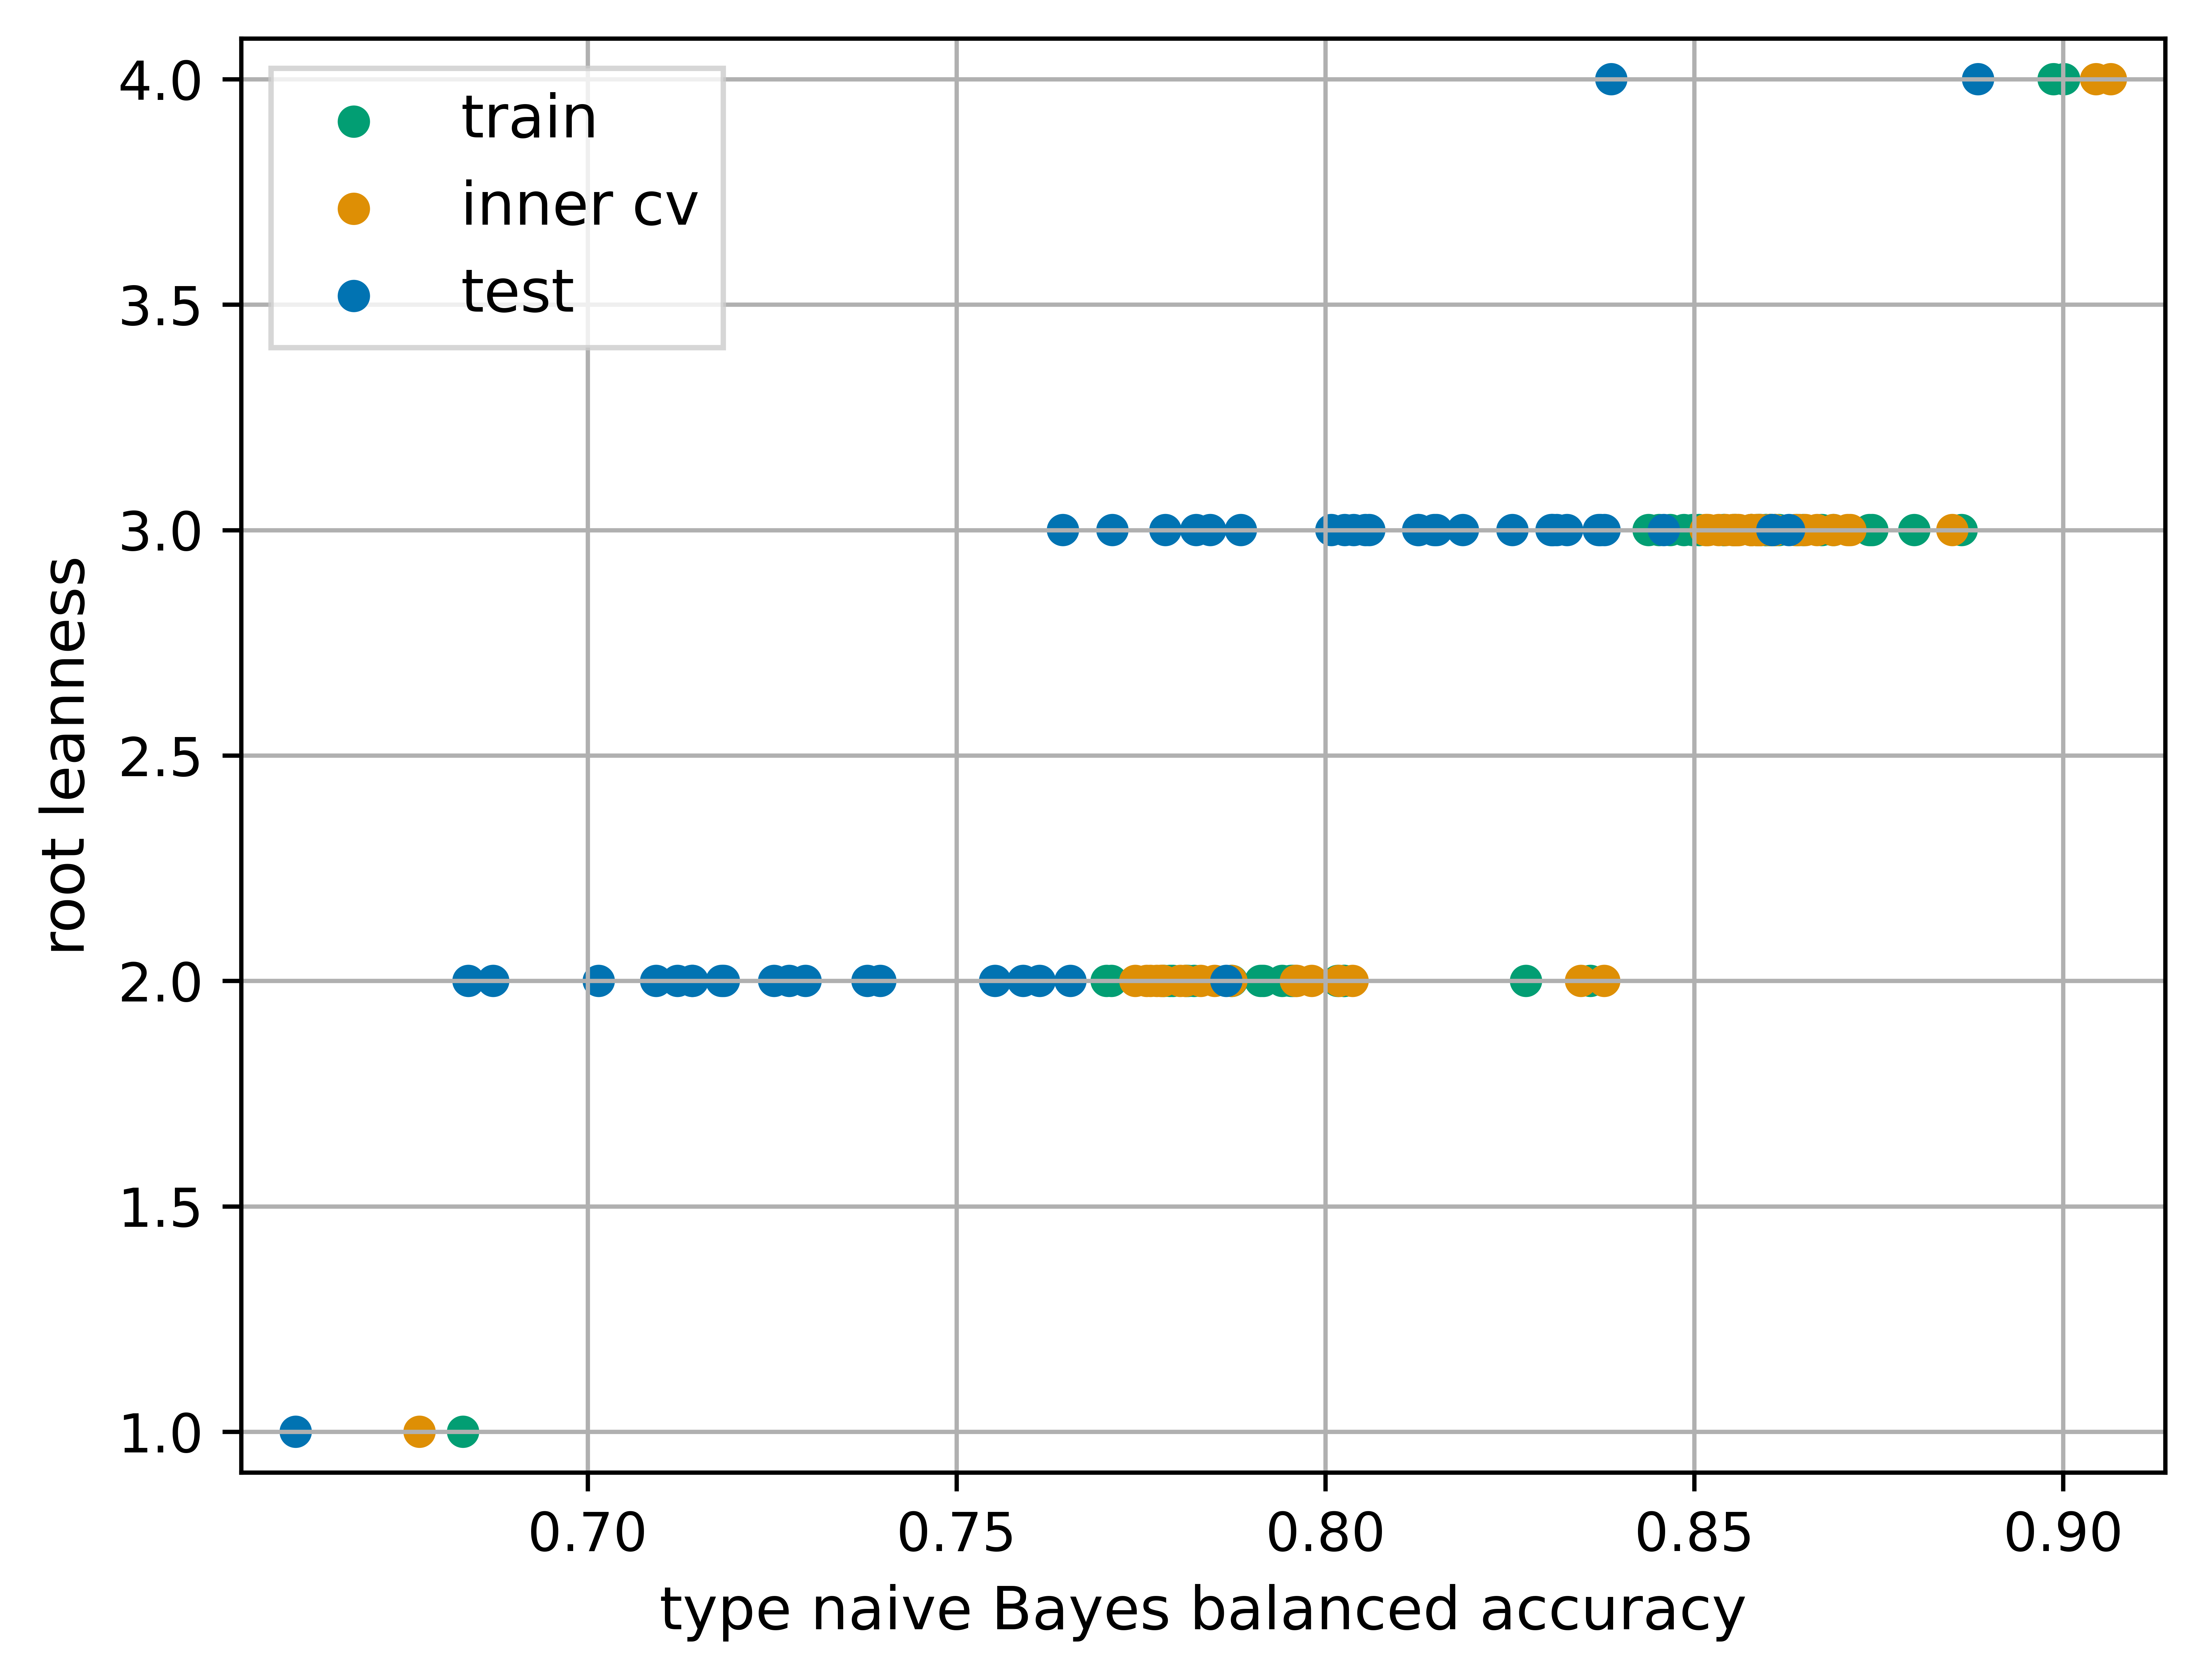 4.0
3.5
3.0
2.5
2.0
1.5
1.0
root leanness
train
inner cv
test
0.70 0.75 0.80 0.85 0.90
type naive Bayes balanced accuracy